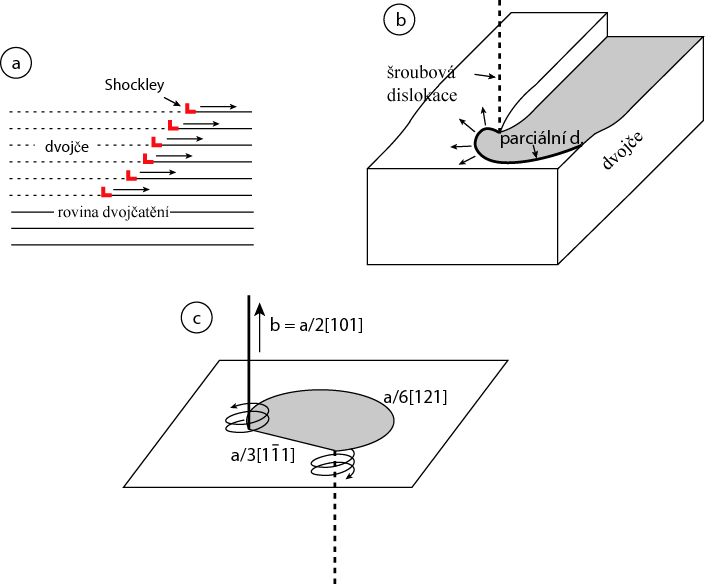 a
Shockley
dvojče
rovina dvojčatění
b
šroubová
dislokace
parciální d.
dvojče
c
b = a/2[101]
a/6[121]
a/3[11̄1]